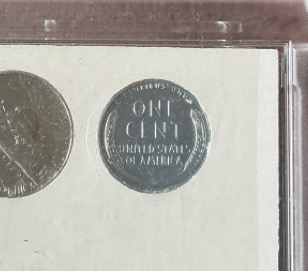 ONE
CENT
UNITED STATES
OF AMERICA